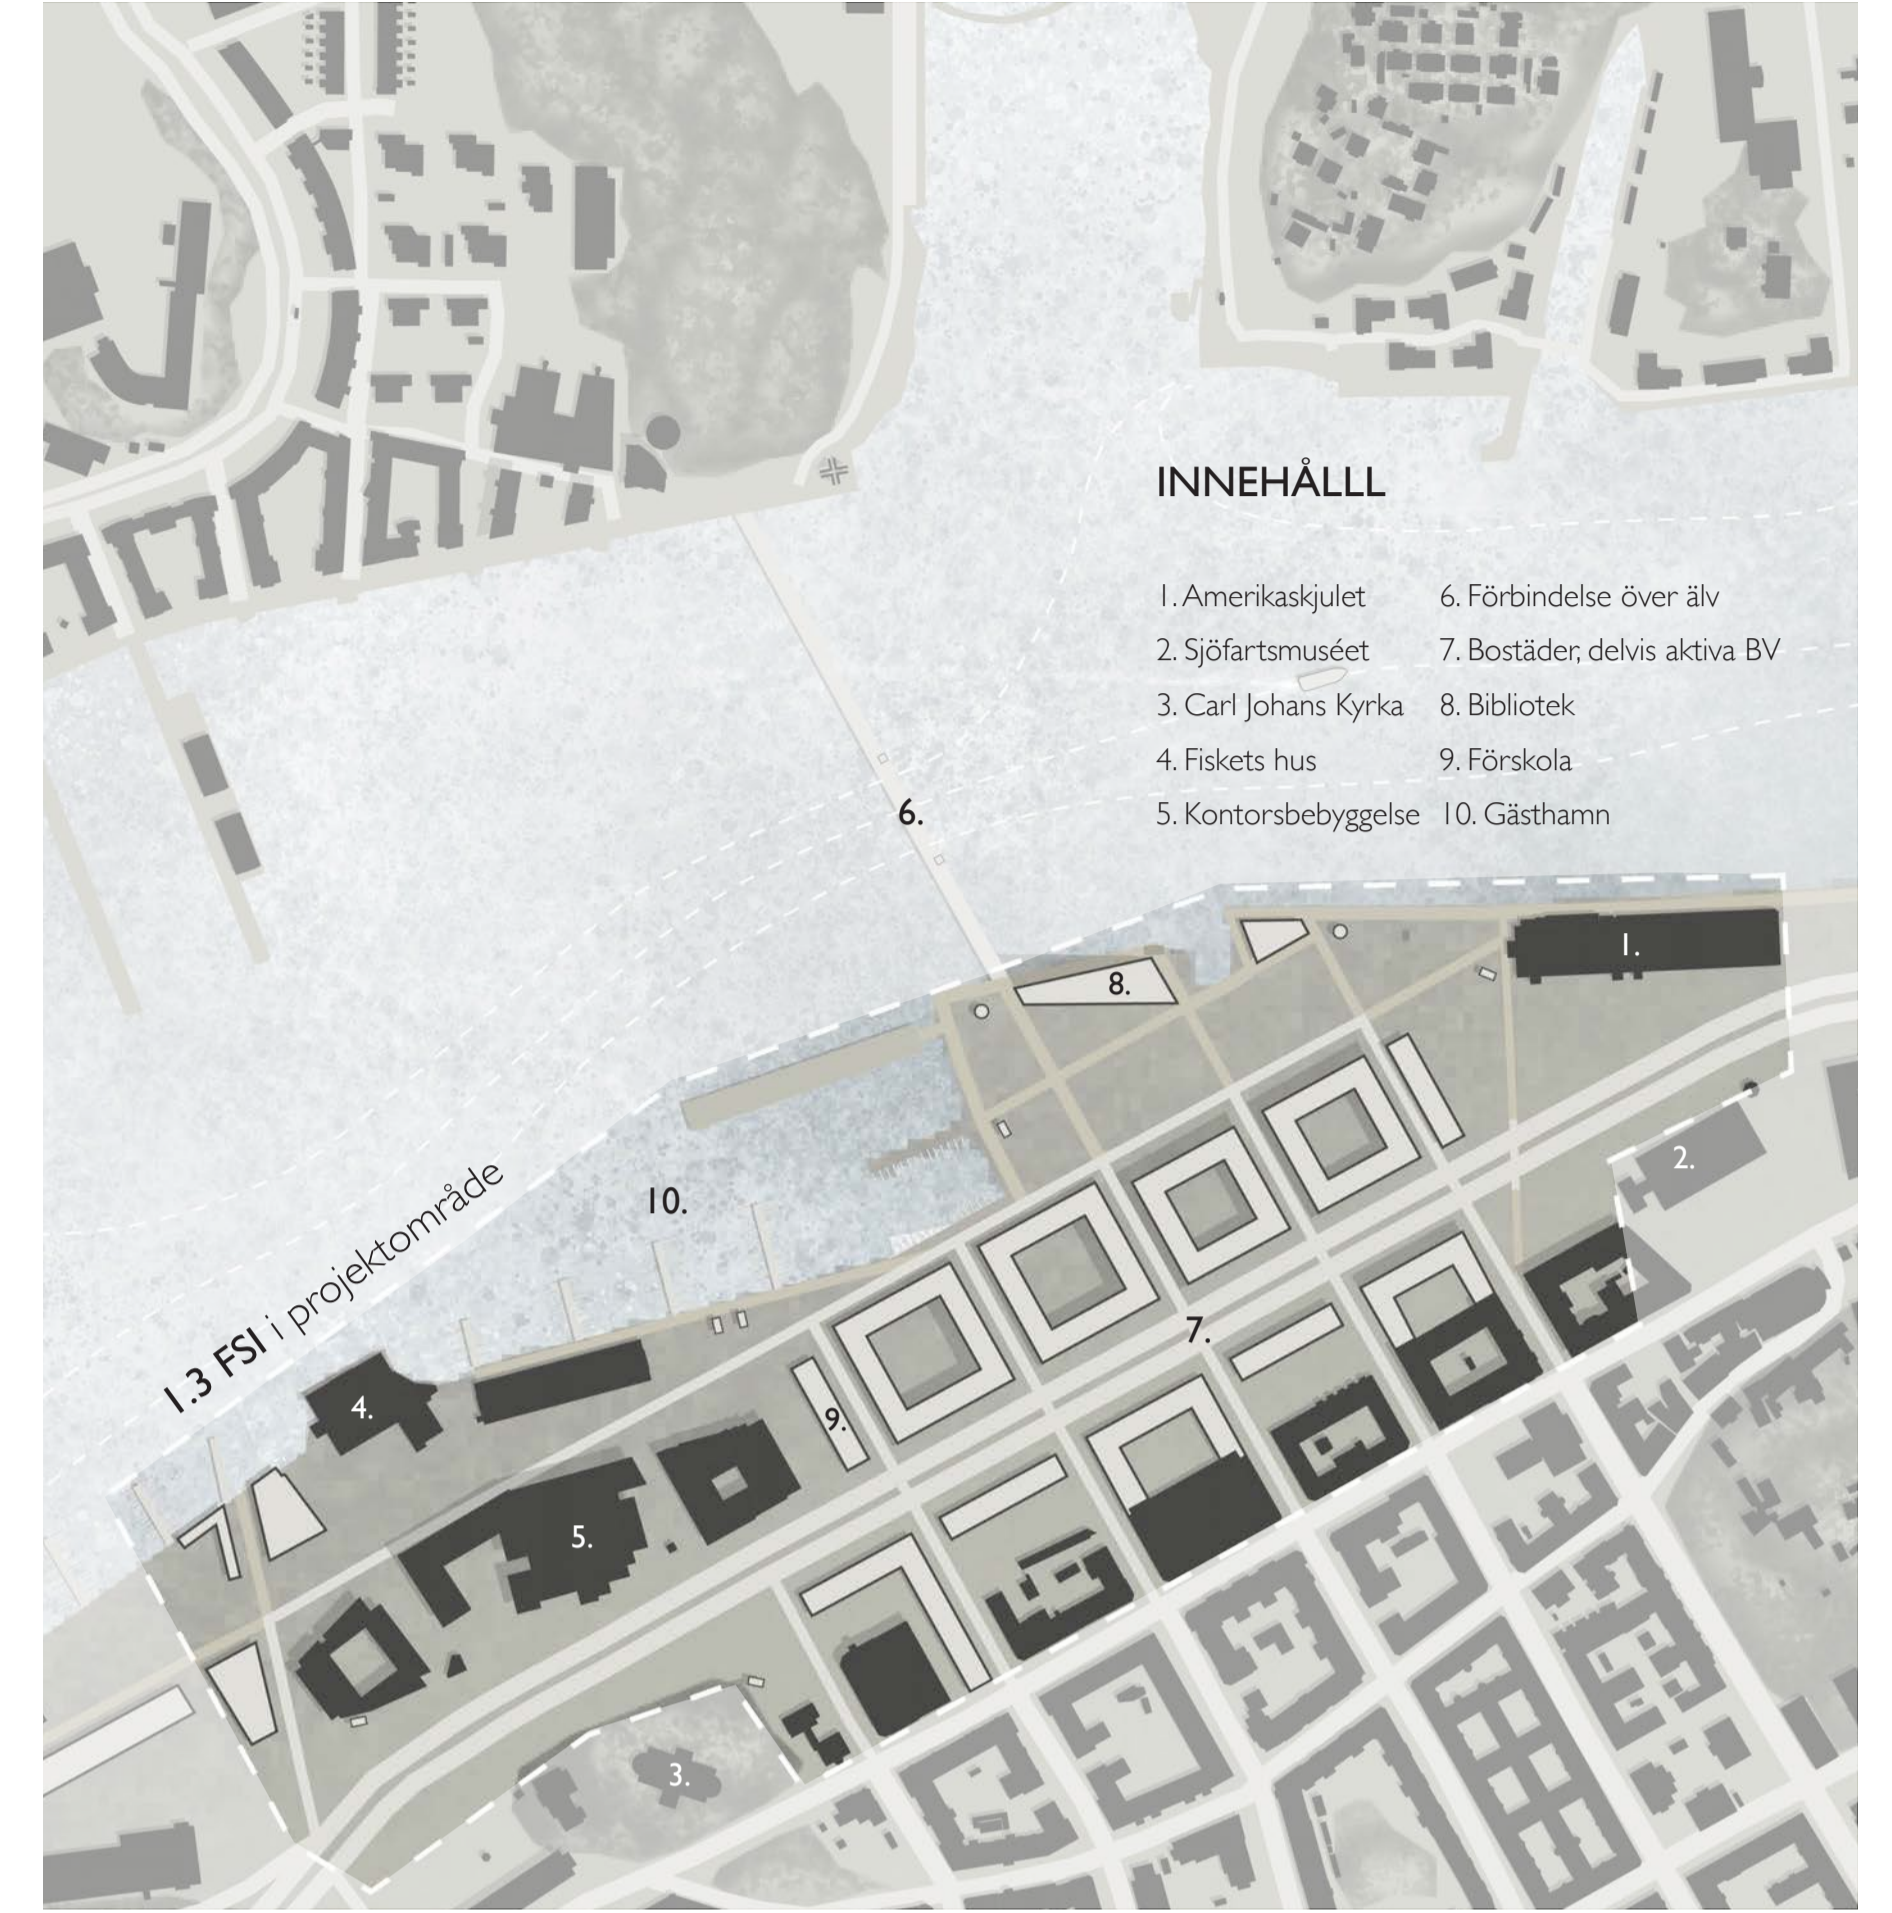 INNEHÅLLL
1. Amerikaskjulet
2. Sjöfartsmuséet
3. Carl Johans Kyrka
4. Fiskets hus
5. Kontorsbebyggelse
6. Förbindelse över älv
7. Bostäder, delvis aktiva BV
8. Bibliotek
9. Förskola
10. Gästhamn
6.
1.
8.
2.
10.
1.3 FSI i projektområde
7.
4.
9.
5.
3.